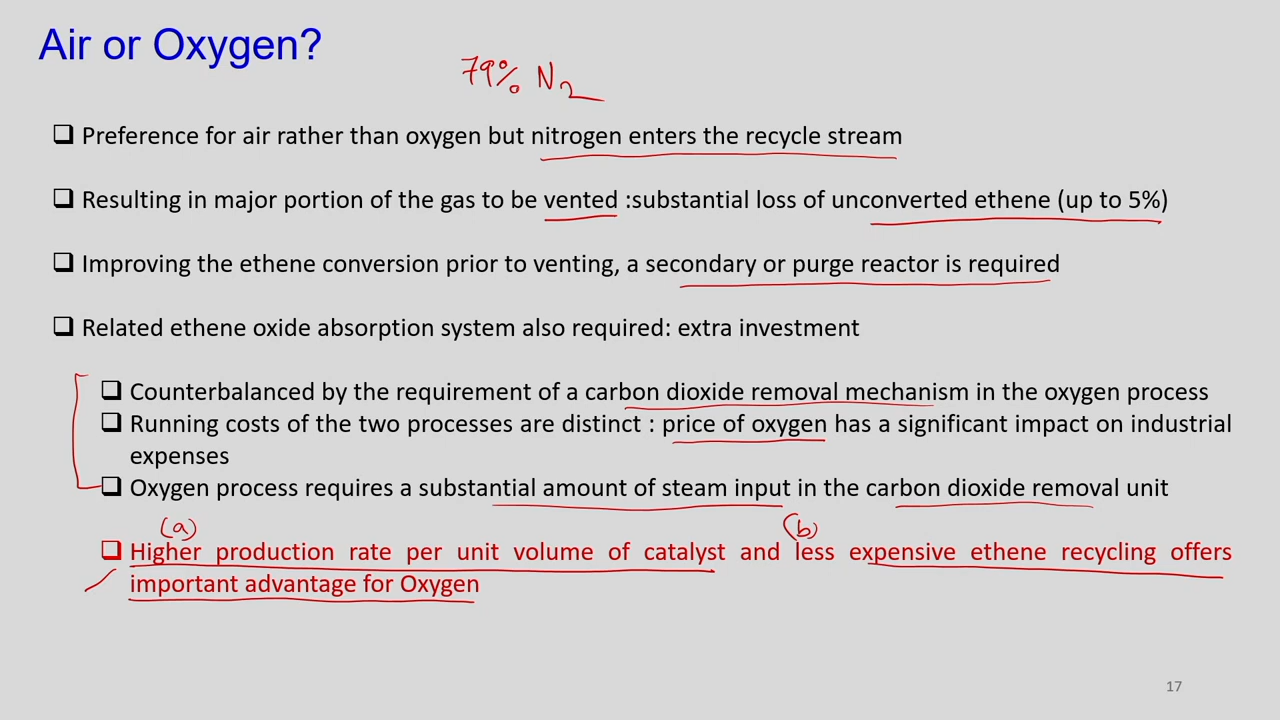 Air or Oxygen?
79% N2
❑ Preference for air rather than oxygen but nitrogen enters the recycle stream
❑ Resulting in major portion of the gas to be vented :substantial loss of unconverted ethene (up to 5%)
❑ Improving the ethene conversion prior to venting, a secondary or purge reactor is required
❑ Related ethene oxide absorption system also required: extra investment
❑ Counterbalanced by the requirement of a carbon dioxide removal mechanism in the oxygen process
❑ Running costs of the two processes are distinct : price of oxygen has a significant impact on industrial
expenses
❑ Oxygen process requires a substantial amount of steam input in the carbon dioxide removal unit
(a) (b)
❑ Higher production rate per unit volume of catalyst and less expensive ethene recycling offers
important advantage for Oxygen
17